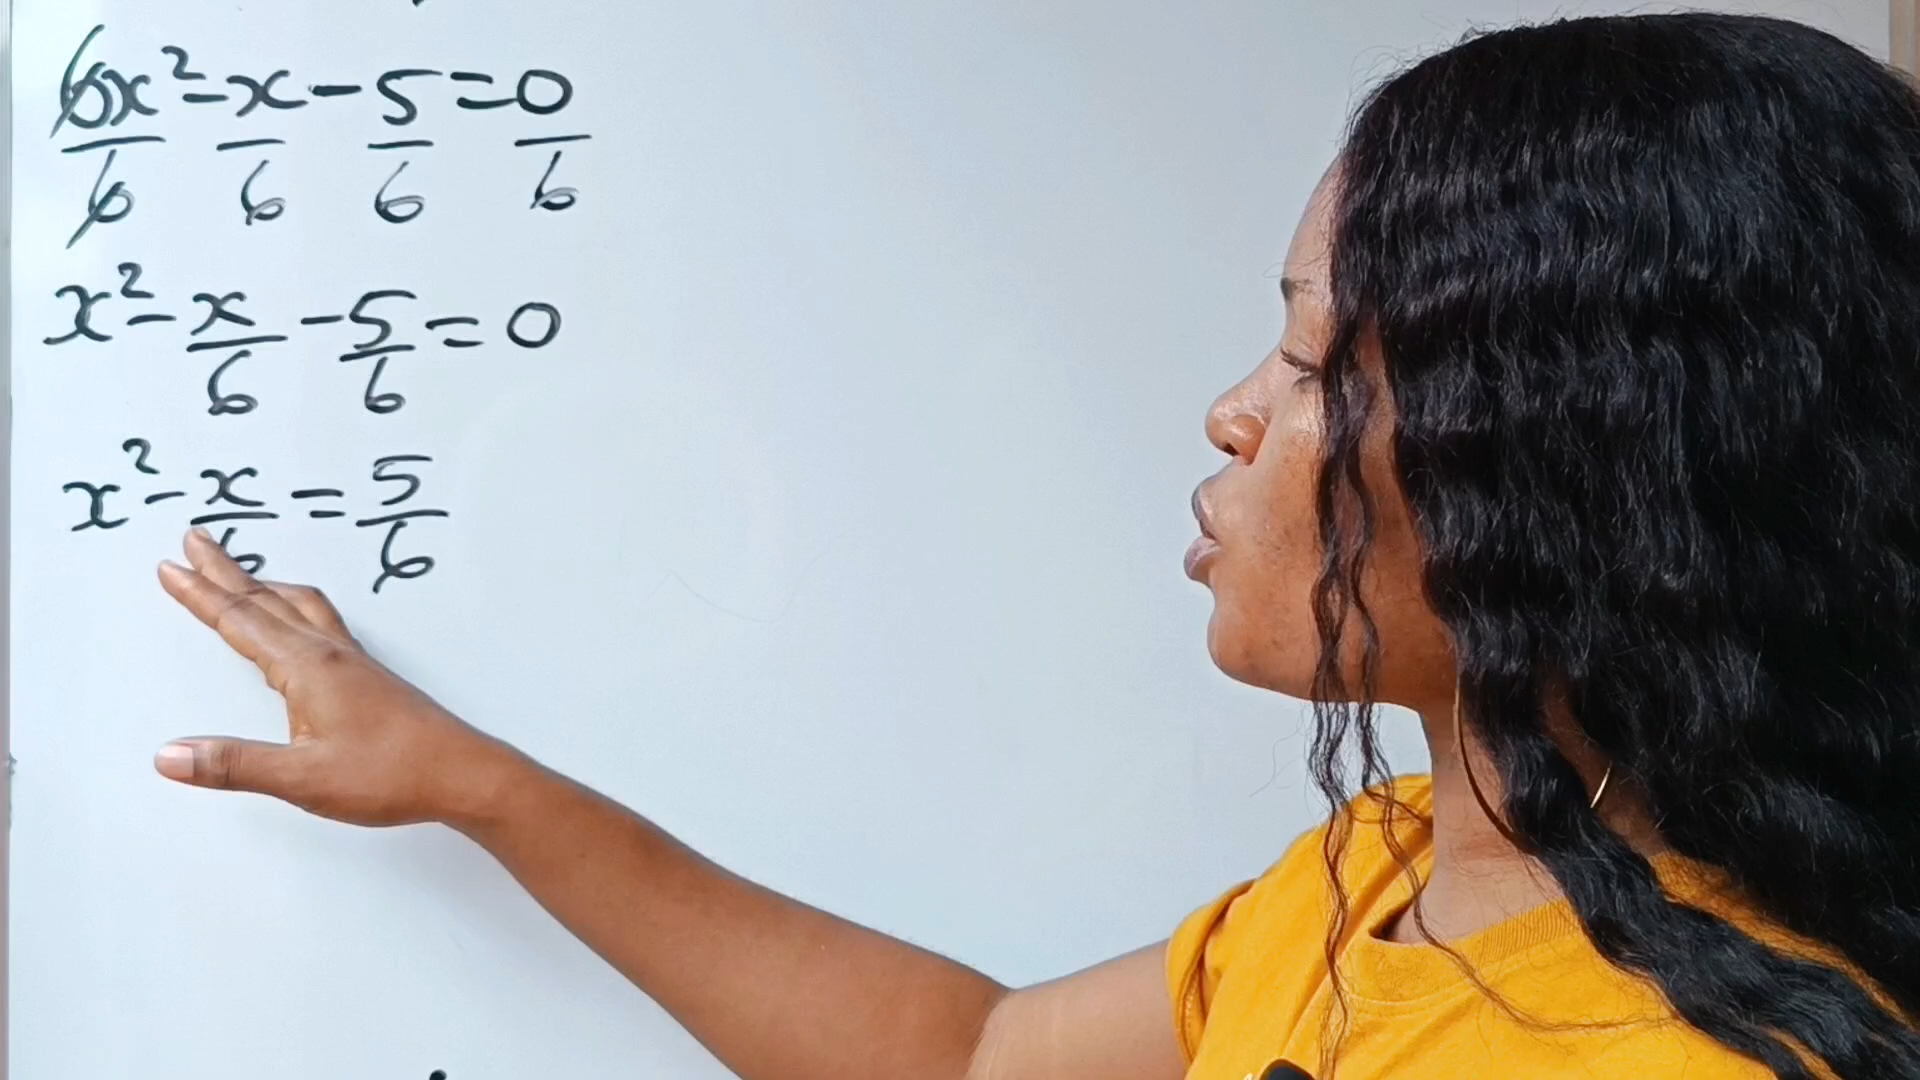 6x²/6 - x/6 - 5/6 = 0/6
x² - x/6 - 5/6 = 0
x² - x/6 = 5/6